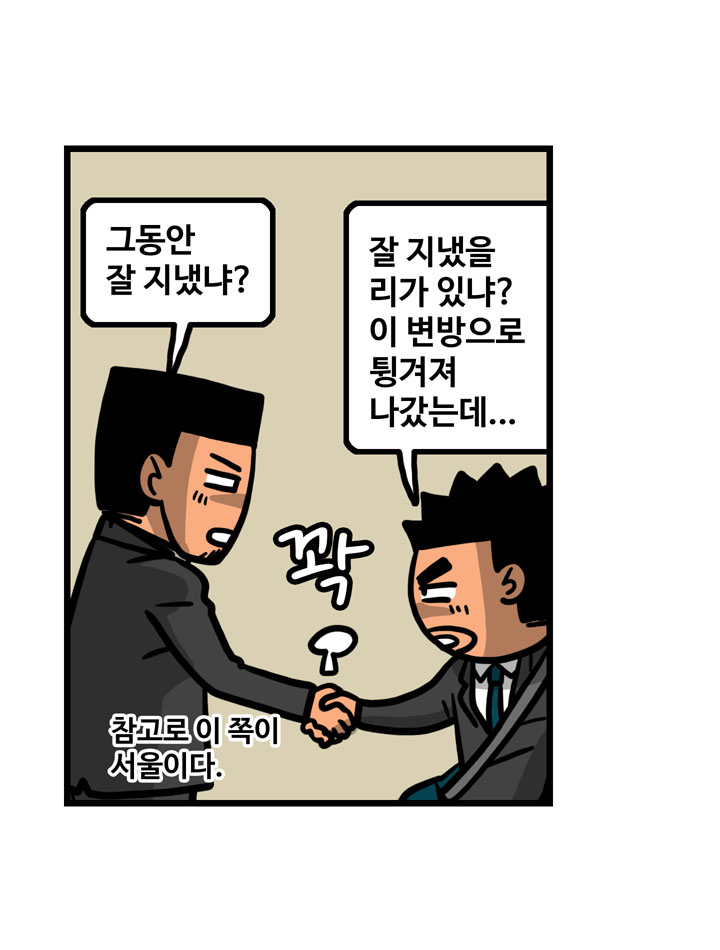 그동안
잘 지냈냐?
잘 지냈을
리가 있냐?
이 변방으로
튕겨져
나갔는데...
꽉
참고로 이 쪽이
서울이다.